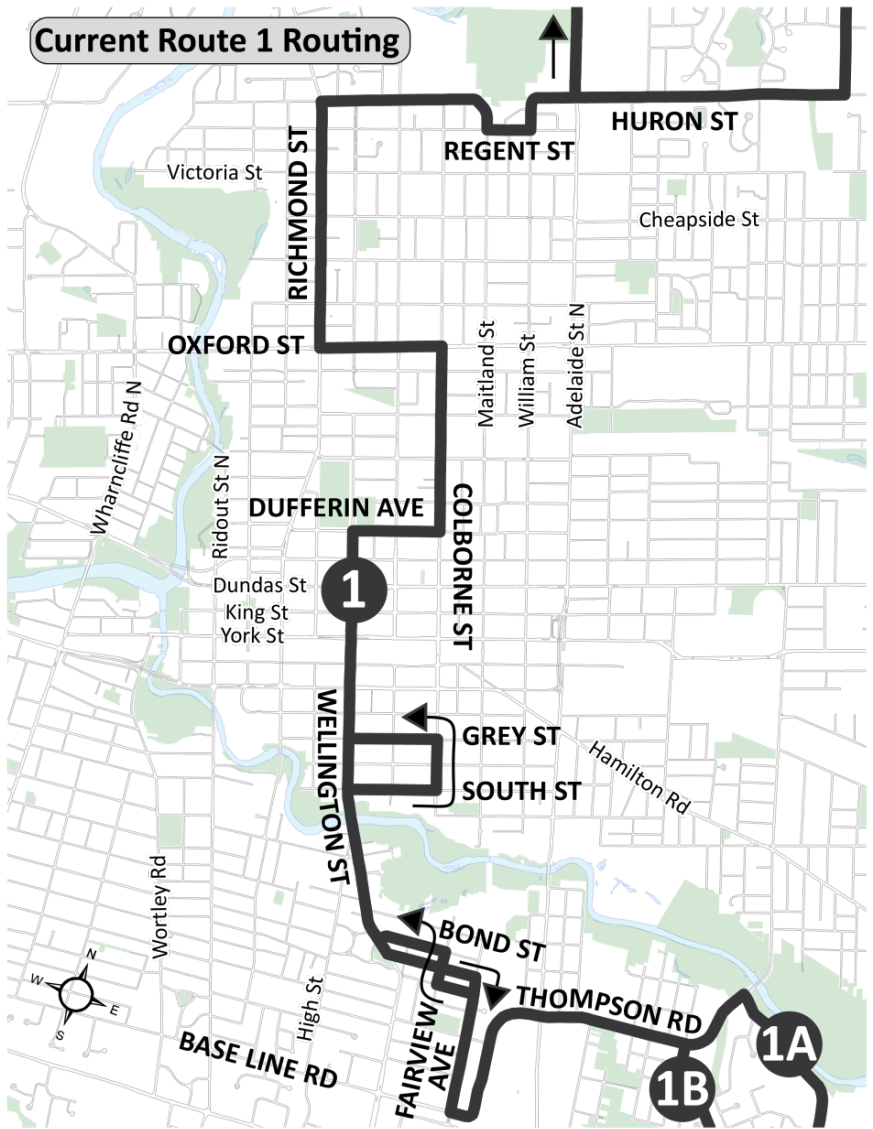 Current Route 1 Routing
HURON ST
REGENT ST
RICHMOND ST
Victoria St
Cheapside St
OXFORD ST
Maitland St
William St
Adelaide St N
Wharncliffe Rd N
Ridout St N
DUFFERIN AVE
COLBORNE ST
Dundas St
King St
York St
1
WELLINGTON ST
GREY ST
SOUTH ST
Hamilton Rd
Wortley Rd
BOND ST
THOMPSON RD
High St
FAIRVIEW
AVE
BASE LINE RD
1A
1B
N
W
E
S